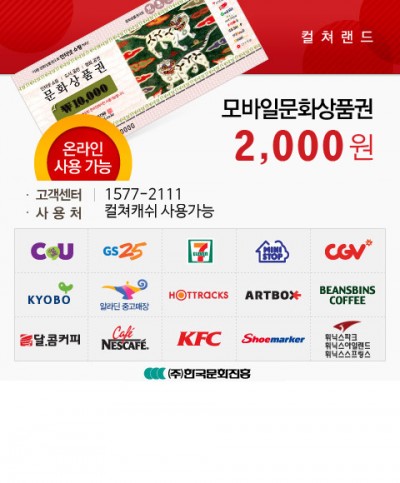 컬쳐랜드
문화상품권
₩10,000
모바일문화상품권
2,000원
온라인
사용 가능
· 고객센터 | 1577-2111
· 사용처 | 컬쳐캐쉬 사용가능
CU
GS25
7 ELEVEN
MINI STOP
CGV
KYOBO
알라딘 중고매장
HOTTRACKS
ARTBOX
BEANSBINS COFFEE
달.콤커피
Café
NESCAFÉ
KFC
Shoemarker
휘닉스파크
휘닉스아일랜드
휘닉스스프링스
(주)한국문화진흥